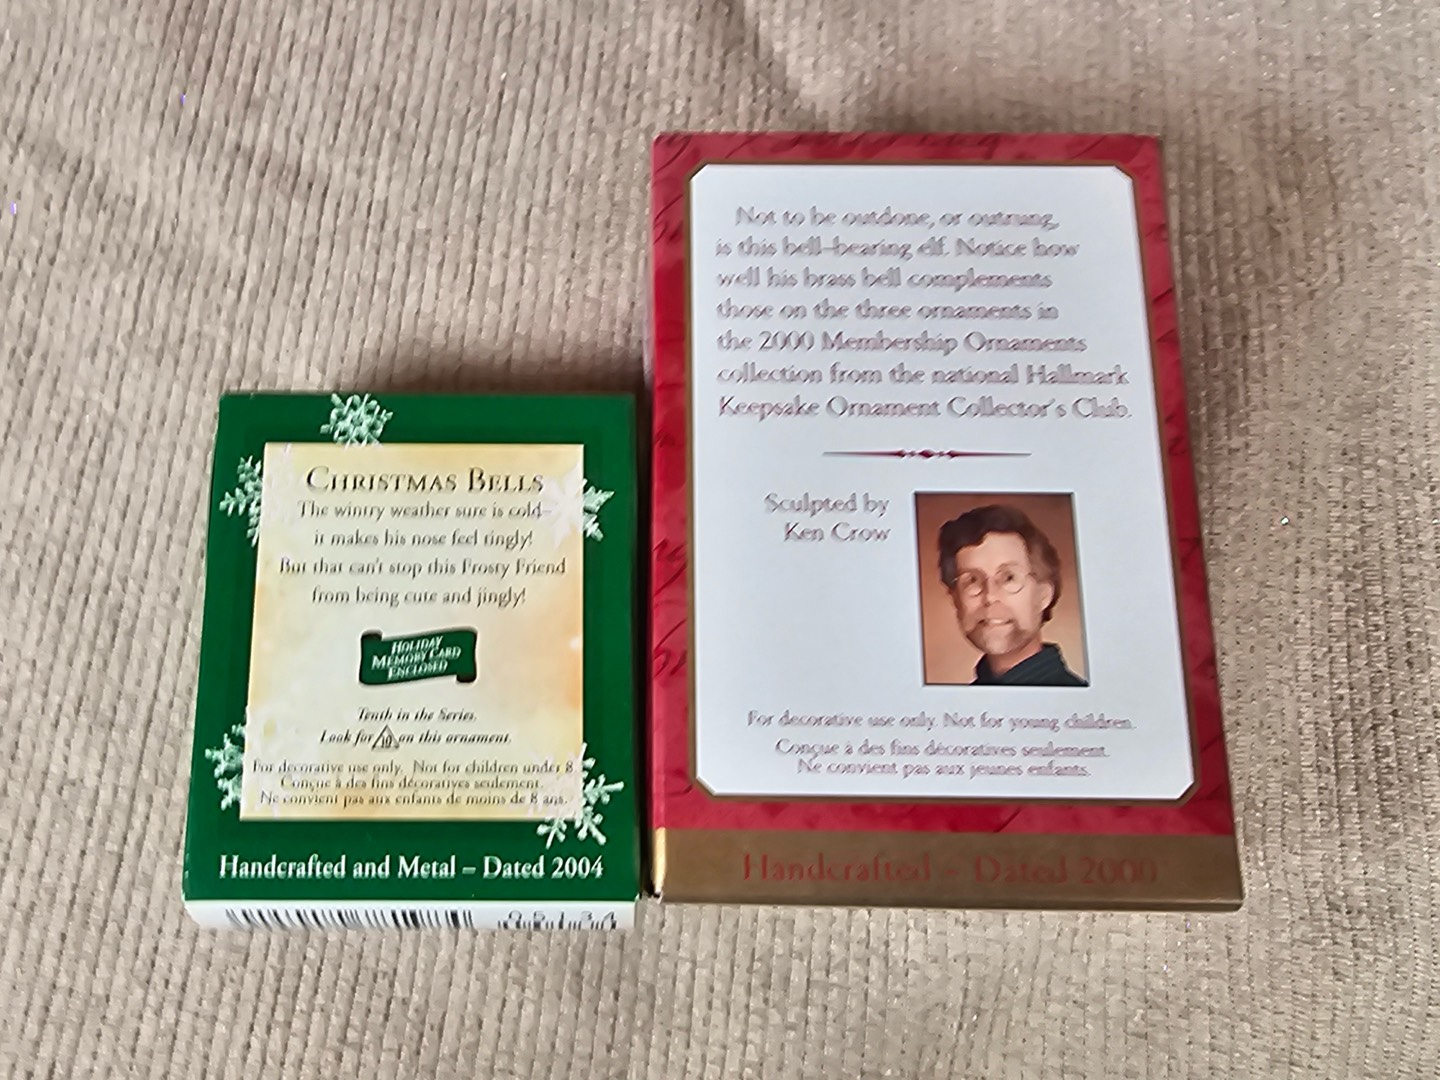 CHRISTMAS BELLS
The wintry weather sure is cold–
it makes his nose feel tingly!
But that can't stop this Frosty Friend
from being cute and jingly!
HOLIDAY
MEMORY CARD
ENCLOSED
Tenth in the Series.
Look for 10 on this ornament.
For decorative use only. Not for children under 8.
Conçue à des fins décoratives seulement.
Ne convient pas aux enfants de moins de 8 ans.
Handcrafted and Metal – Dated 2004
Not to be outdone, or outrung,
is this bell-bearing elf. Notice how
well his brass bell complements
those on the three ornaments in
the 2000 Membership Ornaments
collection from the national Hallmark
Keepsake Ornament Collector's Club.
Sculpted by
Ken Crow
For decorative use only. Not for young children.
Conçue à des fins décoratives seulement.
Ne convient pas aux jeunes enfants.
Handcrafted – Dated 2000